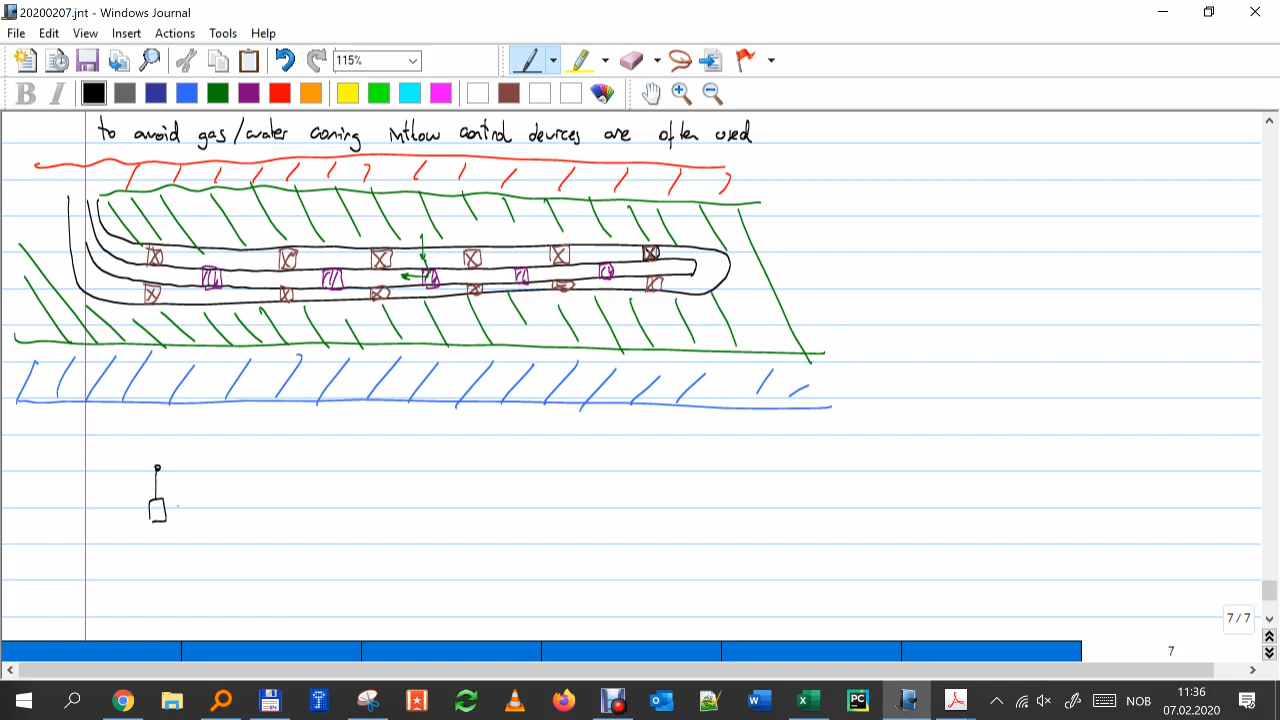 20200207.jnt - Windows Journal
File Edit View Insert Actions Tools Help
115%
B I
to avoid gas/water coning inflow control devices are often used
7 / 7
7
NOB
11:36
07.02.2020